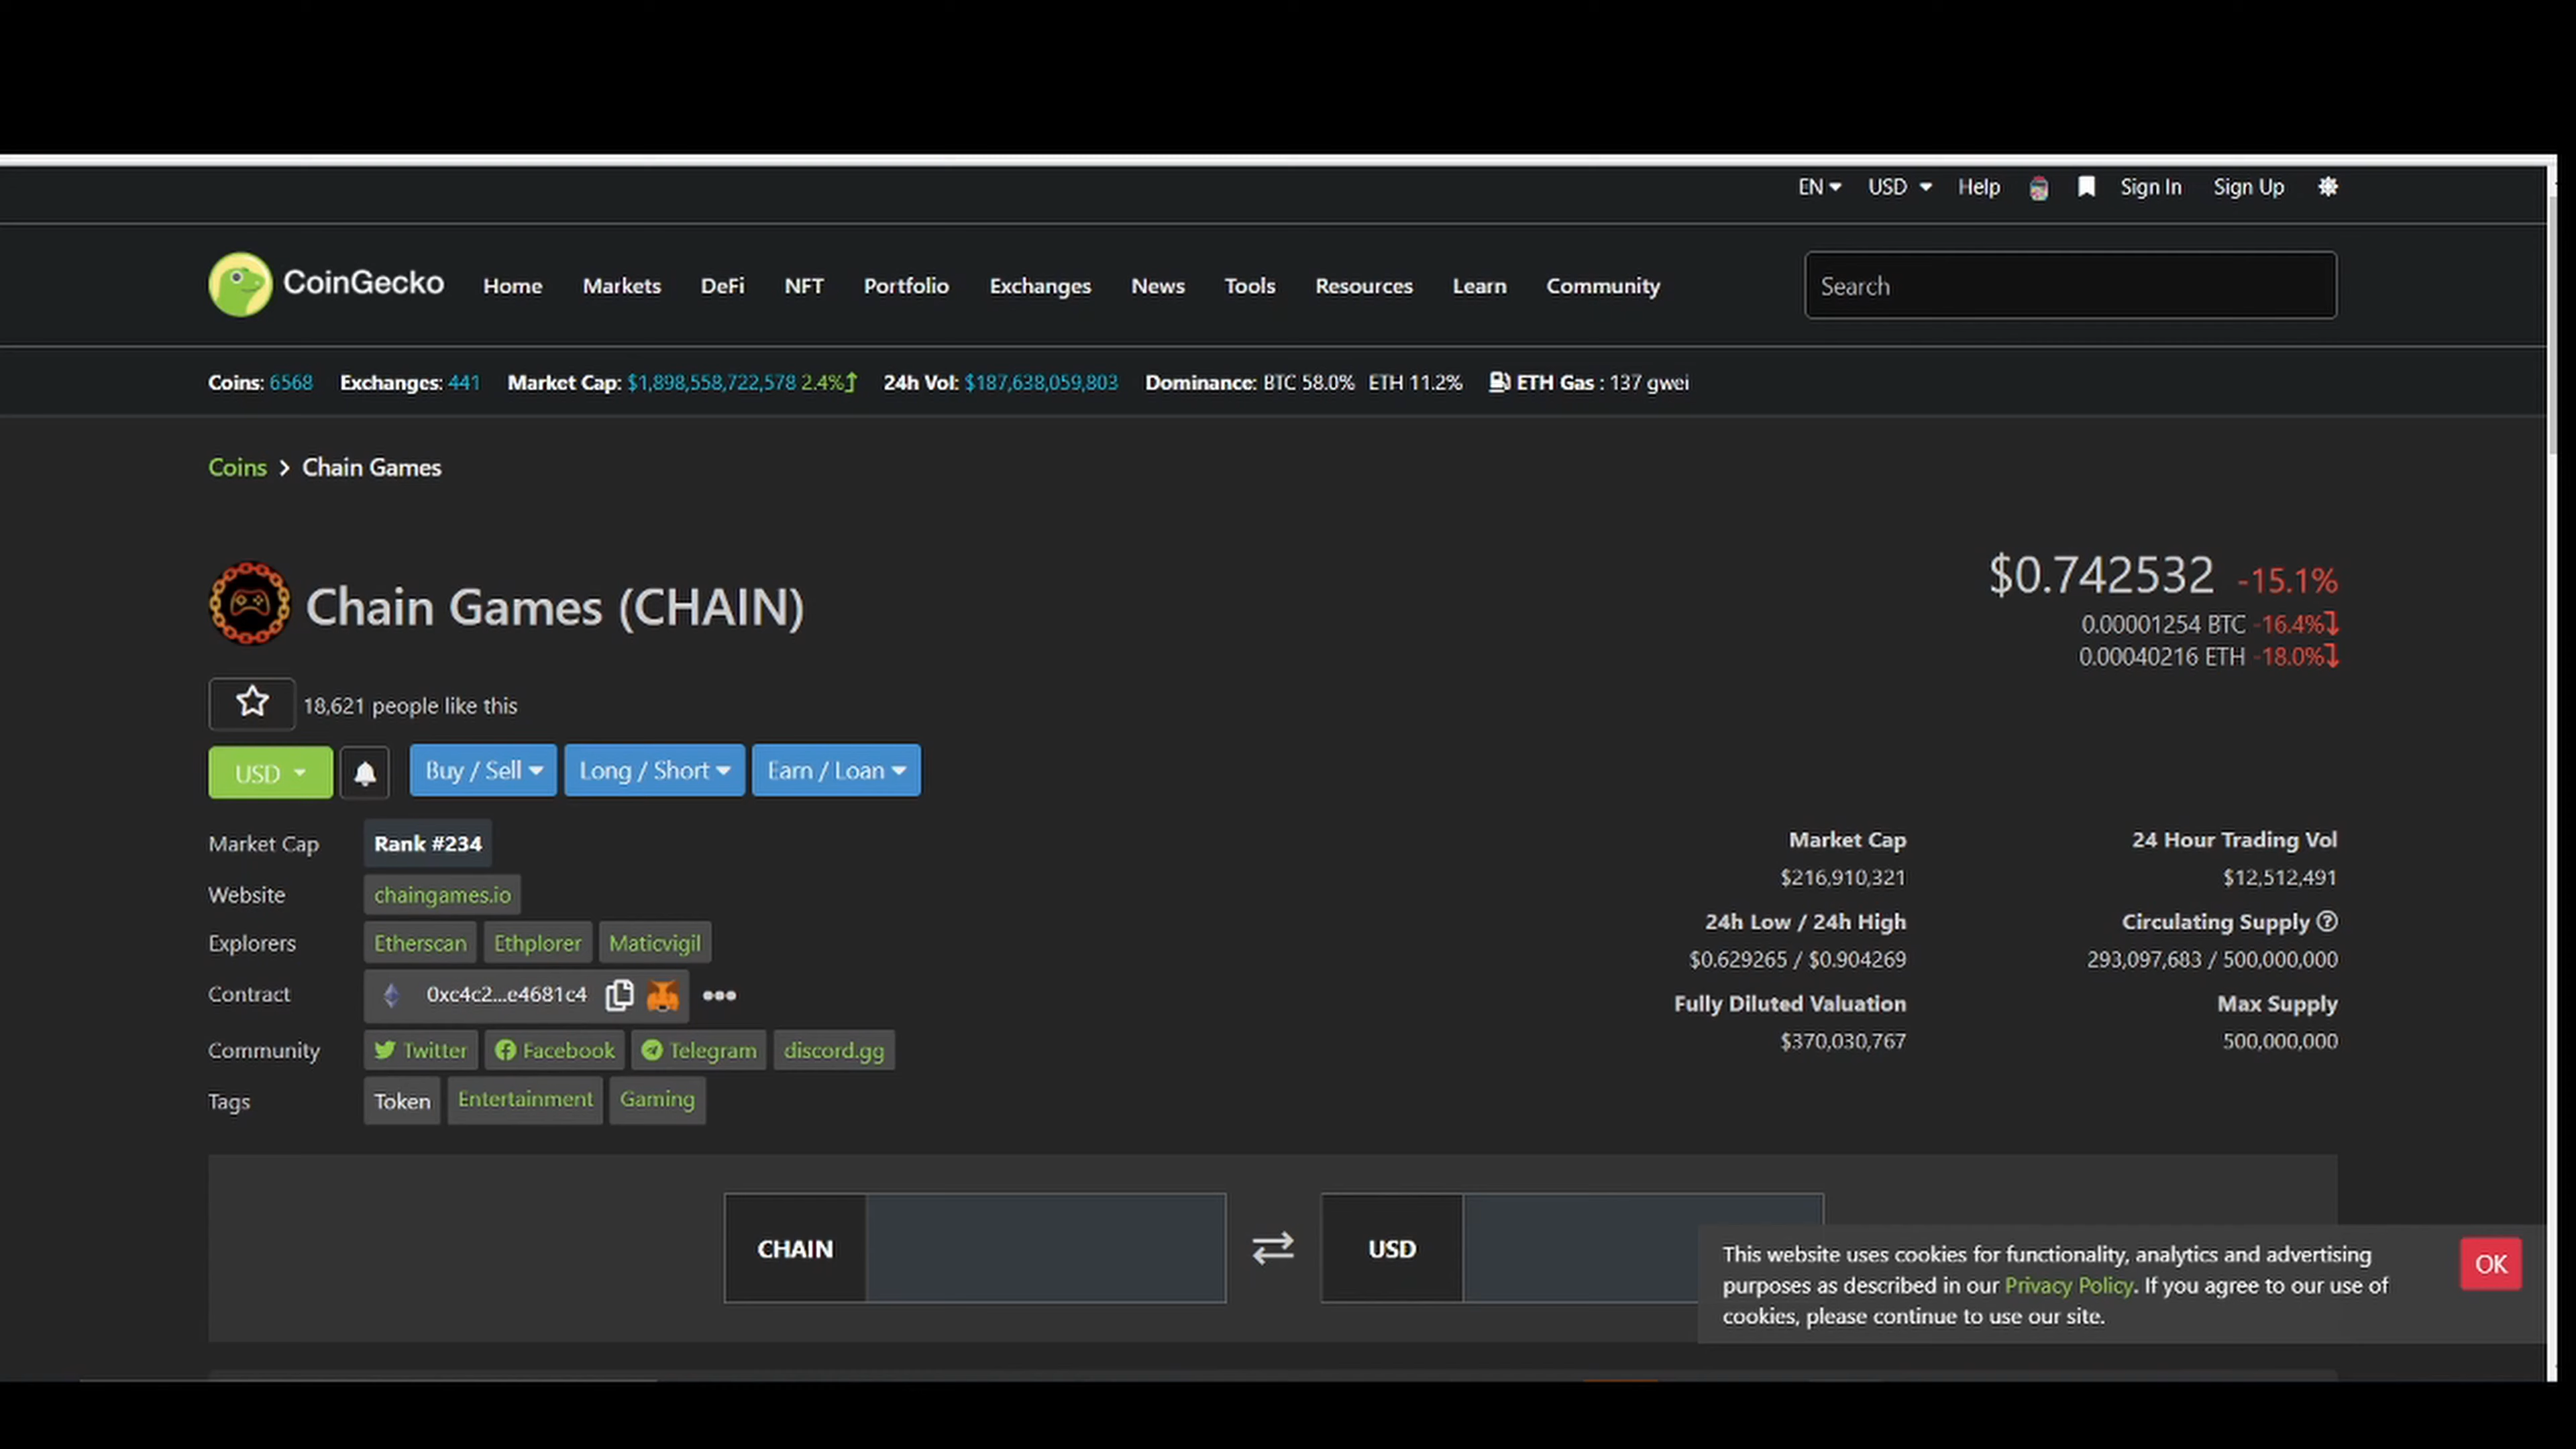 EN USD Help Sign In Sign Up
CoinGecko Home Markets DeFi NFT Portfolio Exchanges News Tools Resources Learn Community Search
Coins: 6568 Exchanges: 441 Market Cap: $1,898,558,722,578 2.4% 24h Vol: $187,638,059,803 Dominance: BTC 58.0% ETH 11.2% ETH Gas : 137 gwei
Coins > Chain Games
Chain Games (CHAIN)
$0.742532 -15.1%
0.00001254 BTC -16.4%
0.00040216 ETH -18.0%
18,621 people like this
USD Buy / Sell Long / Short Earn / Loan
Market Cap Rank #234
Website chaingames.io
Explorers Etherscan Ethplorer Maticvigil
Contract 0xc4c2...e4681c4
Community Twitter Facebook Telegram discord.gg
Tags Token Entertainment Gaming
Market Cap 24 Hour Trading Vol
$216,910,321 $12,512,491
24h Low / 24h High Circulating Supply
$0.629265 / $0.904269 293,097,683 / 500,000,000
Fully Diluted Valuation Max Supply
$370,030,767 500,000,000
CHAIN USD
This website uses cookies for functionality, analytics and advertising
purposes as described in our Privacy Policy. If you agree to our use of
cookies, please continue to use our site.
OK